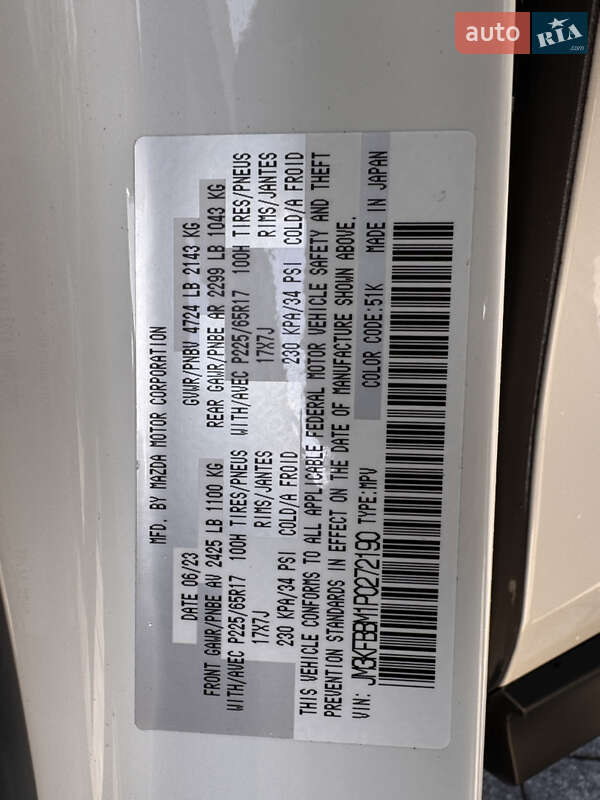 auto RIA.com
MFD. BY MAZDA MOTOR CORPORATION
DATE 06/23 GVWR/PNBV 4724 LB 2143 KG
FRONT GAWR/PNBE AV 2425 LB 1100 KG REAR GAWR/PNBE AR 2299 LB 1043 KG
WITH/AVEC P225/65R17 100H TIRES/PNEUS WITH/AVEC P225/65R17 100H TIRES/PNEUS
17X7J RIMS/JANTES 17X7J RIMS/JANTES
230 KPA/34 PSI COLD/A FROID 230 KPA/34 PSI COLD/A FROID
THIS VEHICLE CONFORMS TO ALL APPLICABLE FEDERAL MOTOR VEHICLE SAFETY AND THEFT
PREVENTION STANDARDS IN EFFECT ON THE DATE OF MANUFACTURE SHOWN ABOVE.
VIN: JM3KFBBM1P0272190 TYPE:MPV COLOR CODE:51K MADE IN JAPAN